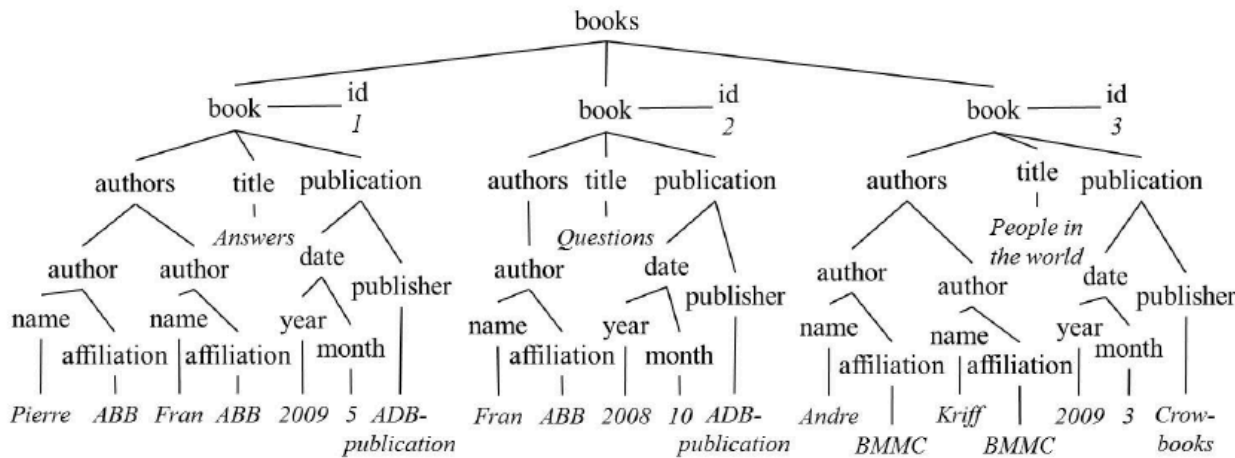 books
book id book id book id
1 2 3
authors title publication authors title publication authors title publication
Answers Questions People in
the world
author author date author date author author date
publisher publisher publisher
name name year name year name name year
affiliation affiliation month affiliation month affiliation affiliation month
Pierre ABB Fran ABB 2009 5 ADB- Fran ABB 2008 10 ADB- Andre Kriff 2009 3 Crow-
publication publication BMMC BMMC books